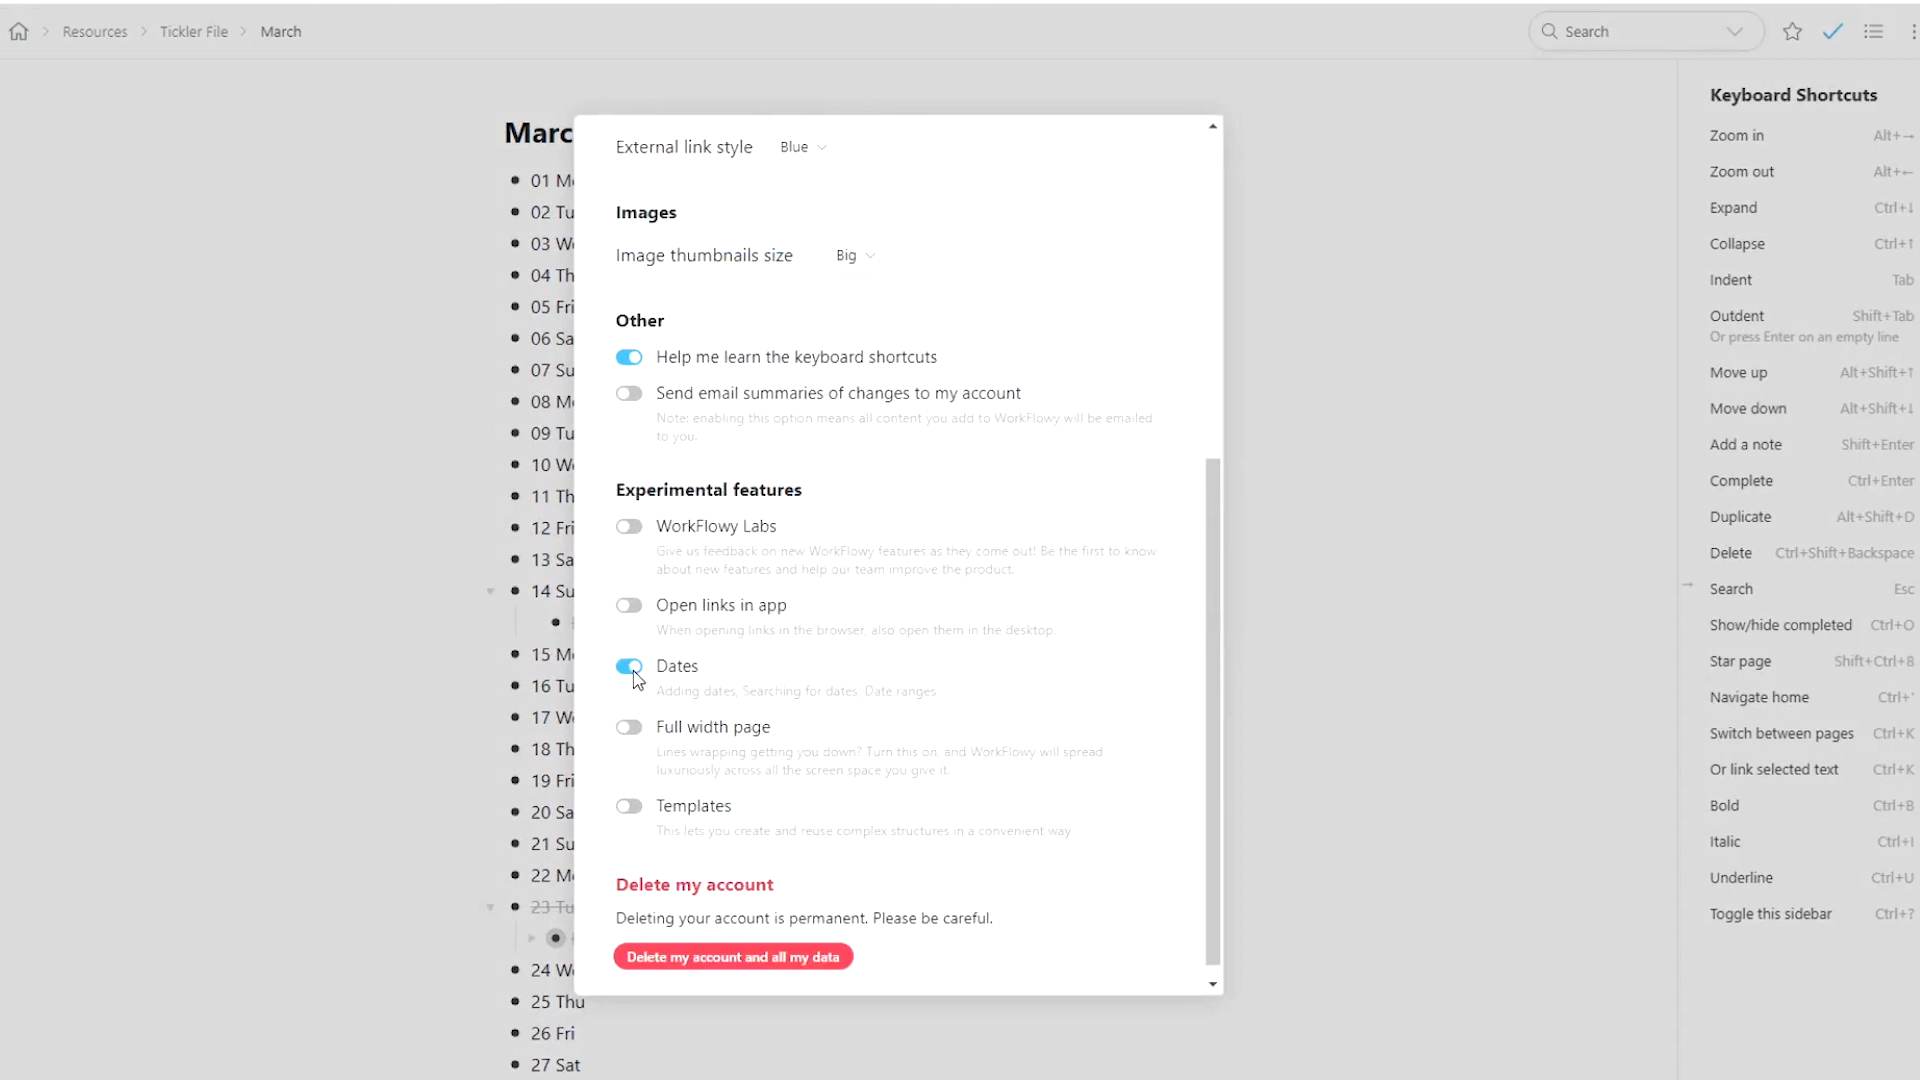 Resources > Tickler File > March
Search
Marc
01 Mo
02 Tu
03 We
04 Th
05 Fri
06 Sa
07 Su
08 Mo
09 Tu
10 We
11 Th
12 Fri
13 Sa
14 Su
15 Mo
16 Tu
17 We
18 Th
19 Fri
20 Sa
21 Su
22 Mo
23 Tu
24 We
25 Thu
26 Fri
27 Sat
External link style Blue
Images
Image thumbnails size Big
Other
Help me learn the keyboard shortcuts
Send email summaries of changes to my account
Note: enabling this option means all content you add to WorkFlowy will be emailed
to you.
Experimental features
WorkFlowy Labs
Give us feedback on new WorkFlowy features as they come out! Be the first to know
about new features and help our team improve the product.
Open links in app
When opening links in the browser, also open them in the desktop.
Dates
Adding dates, Searching for dates, Date ranges
Full width page
Lines wrapping getting you down? Turn this on, and WorkFlowy will spread
luxuriously across all the screen space you give it.
Templates
This lets you create and reuse complex structures in a convenient way
Delete my account
Deleting your account is permanent. Please be careful.
Delete my account and all my data
Keyboard Shortcuts
Zoom in Alt+→
Zoom out Alt+←
Expand Ctrl+↓
Collapse Ctrl+↑
Indent Tab
Outdent Shift+Tab
Or press Enter on an empty line
Move up Alt+Shift+↑
Move down Alt+Shift+↓
Add a note Shift+Enter
Complete Ctrl+Enter
Duplicate Alt+Shift+D
Delete Ctrl+Shift+Backspace
Search Esc
Show/hide completed Ctrl+O
Star page Shift+Ctrl+8
Navigate home Ctrl+'
Switch between pages Ctrl+K
Or link selected text Ctrl+K
Bold Ctrl+B
Italic Ctrl+I
Underline Ctrl+U
Toggle this sidebar Ctrl+?